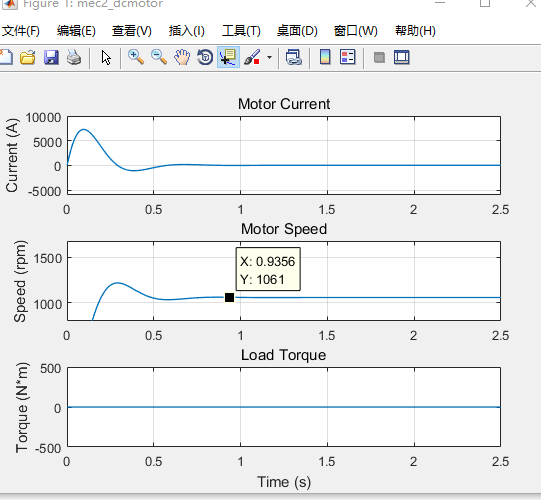 Figure 1: mec2_dcmotor
文件(F) 编辑(E) 查看(V) 插入(I) 工具(T) 桌面(D) 窗口(W) 帮助(H)
Motor Current
Current (A)
10000
5000
0
-5000
0 0.5 1 1.5 2 2.5
Motor Speed
Speed (rpm)
1500
1000
X: 0.9356
Y: 1061
0 0.5 1 1.5 2 2.5
Load Torque
Torque (N*m)
500
0
-500
0 0.5 1 1.5 2 2.5
Time (s)